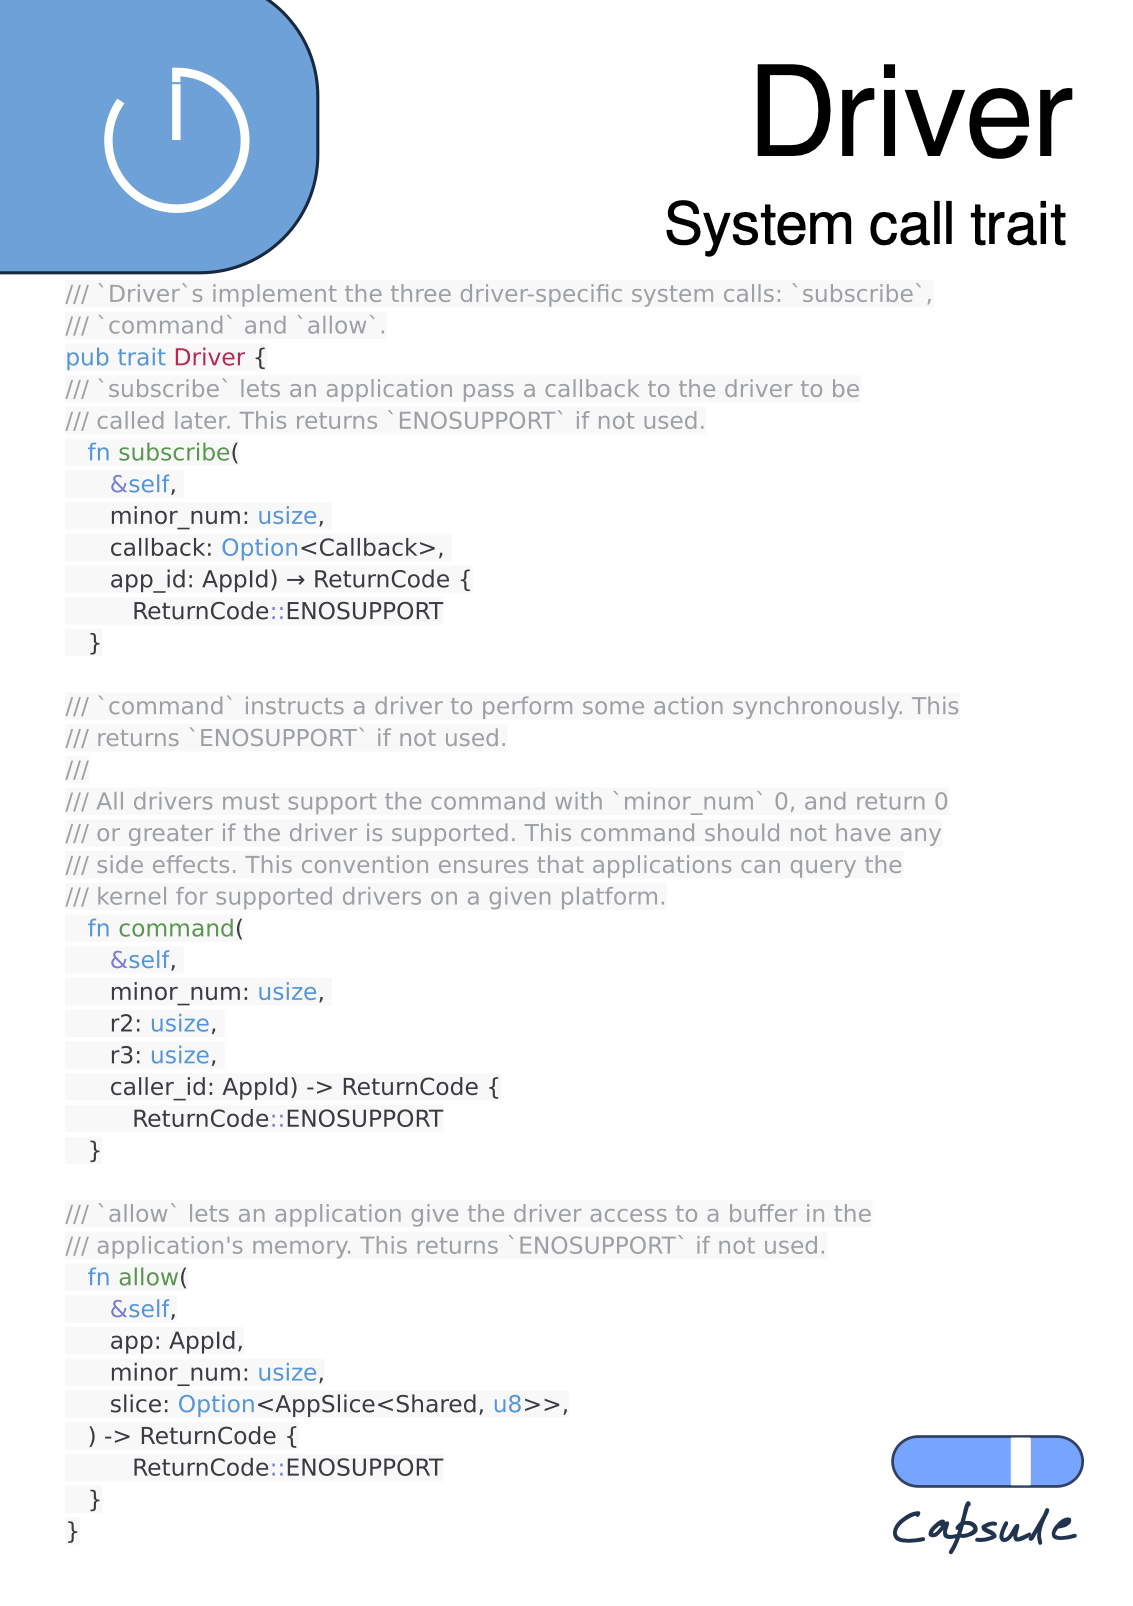 Driver
System call trait
/// `Driver`s implement the three driver-specific system calls: `subscribe`,
/// `command` and `allow`.
pub trait Driver {
/// `subscribe` lets an application pass a callback to the driver to be
/// called later. This returns `ENOSUPPORT` if not used.
   fn subscribe(
      &self,
      minor_num: usize,
      callback: Option<Callback>,
      app_id: AppId) → ReturnCode {
         ReturnCode::ENOSUPPORT
   }
/// `command` instructs a driver to perform some action synchronously. This
/// returns `ENOSUPPORT` if not used.
///
/// All drivers must support the command with `minor_num` 0, and return 0
/// or greater if the driver is supported. This command should not have any
/// side effects. This convention ensures that applications can query the
/// kernel for supported drivers on a given platform.
   fn command(
      &self,
      minor_num: usize,
      r2: usize,
      r3: usize,
      caller_id: AppId) -> ReturnCode {
         ReturnCode::ENOSUPPORT
   }
/// `allow` lets an application give the driver access to a buffer in the
/// application's memory. This returns `ENOSUPPORT` if not used.
   fn allow(
      &self,
      app: AppId,
      minor_num: usize,
      slice: Option<AppSlice<Shared, u8>>,
   ) -> ReturnCode {
         ReturnCode::ENOSUPPORT
   }
}
Capsule